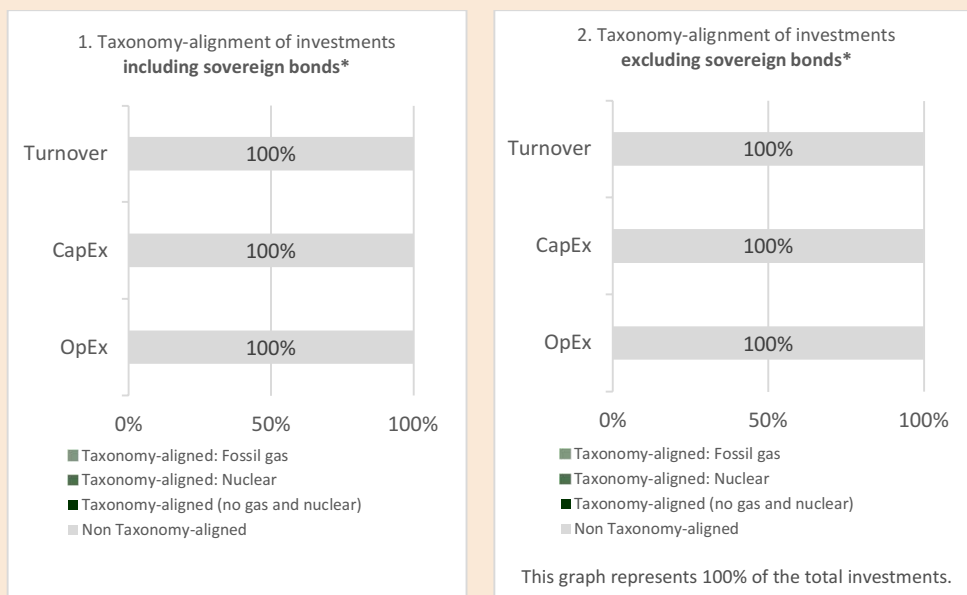 1. Taxonomy-alignment of investments
including sovereign bonds*
Turnover
100%
CapEx
100%
OpEx
100%
0%
50%
100%
Taxonomy-aligned: Fossil gas
Taxonomy-aligned: Nuclear
Taxonomy-aligned (no gas and nuclear)
Non Taxonomy-aligned
2. Taxonomy-alignment of investments
excluding sovereign bonds*
Turnover
100%
CapEx
100%
OpEx
100%
0%
50%
100%
Taxonomy-aligned: Fossil gas
Taxonomy-aligned: Nuclear
Taxonomy-aligned (no gas and nuclear)
Non Taxonomy-aligned
This graph represents 100% of the total investments.